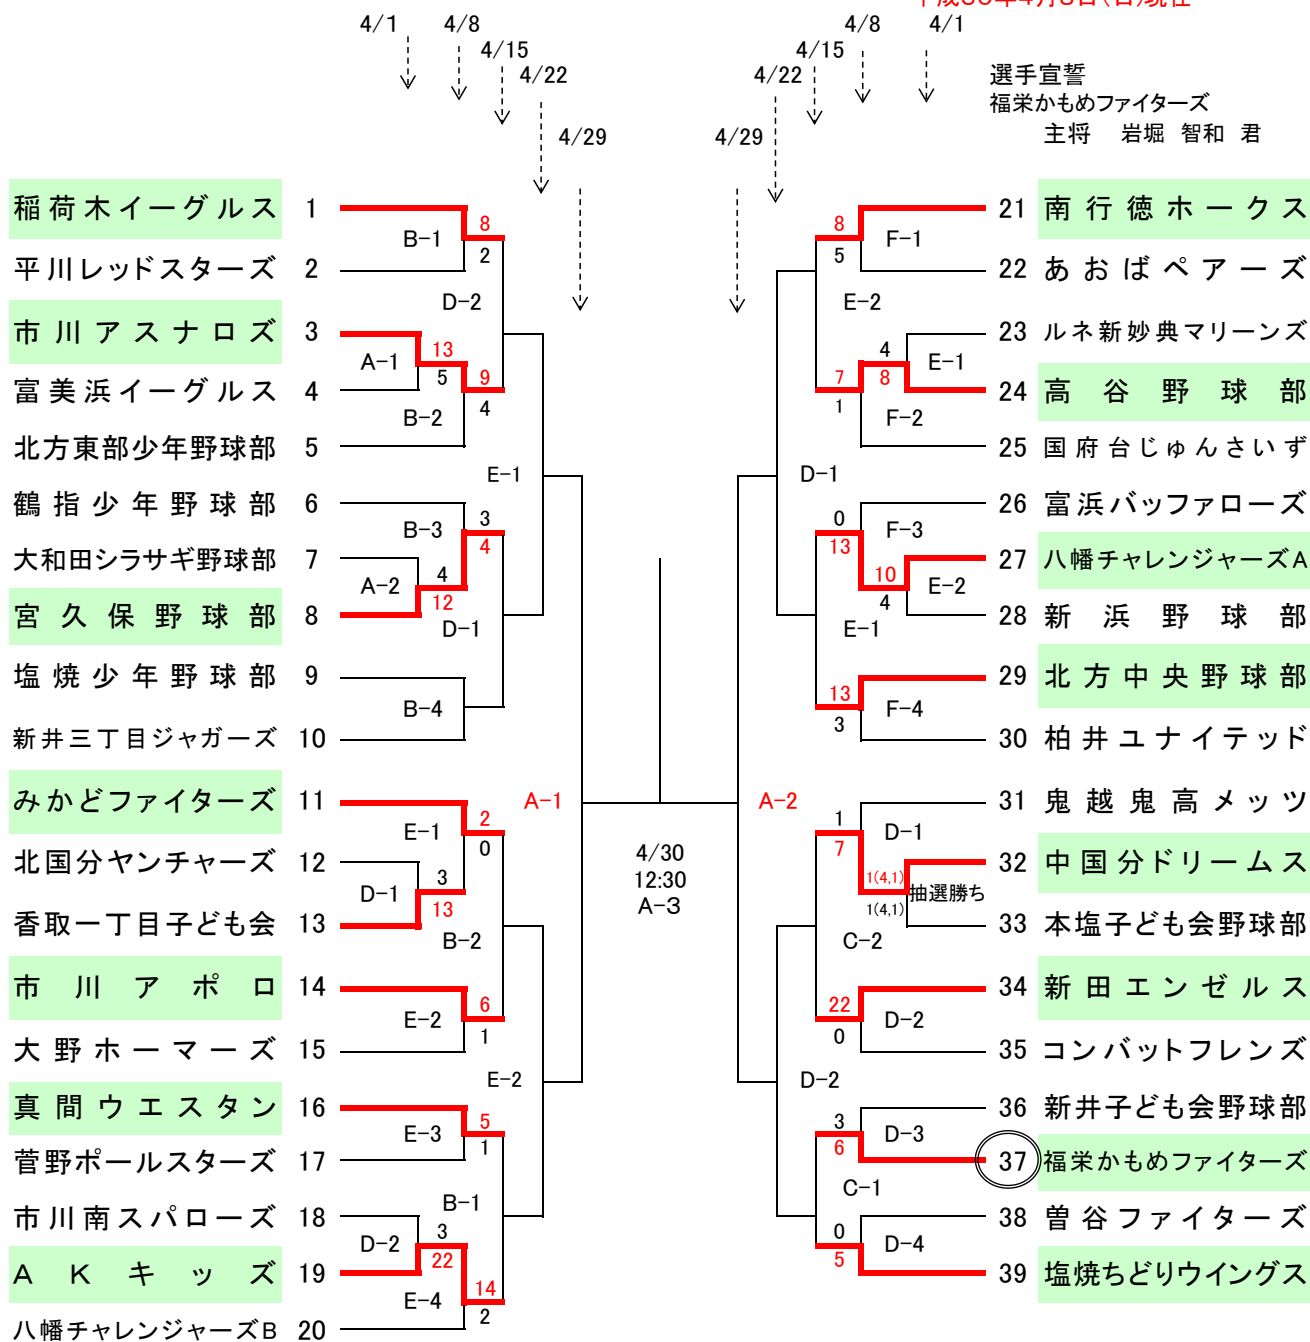 4/1
4/8
4/15
4/22
4/29
4/29
4/22
4/15
4/8
4/1
選手宣誓
福栄かもめファイターズ
主将 岩堀 智和 君
稲荷木イーグルス 1
平川レッドスターズ 2
市川アスナロズ 3
富美浜イーグルス 4
北方東部少年野球部 5
鶴指少年野球部 6
大和田シラサギ野球部 7
宮久保野球部 8
塩焼少年野球部 9
新井三丁目ジャガーズ 10
みかどファイターズ 11
北国分ヤンチャーズ 12
香取一丁目子ども会 13
市川アポロ 14
大野ホーマーズ 15
真間ウエスタン 16
菅野ポールスターズ 17
市川南スパローズ 18
AKキッズ 19
八幡チャレンジャーズB 20
B-1
8
2
D-2
A-1
13
5
9
4
B-2
E-1
B-3
3
4
A-2
4
12
D-1
B-4
A-1
E-1
2
0
D-1
3
13
B-2
E-2
6
1
E-2
E-3
5
1
B-1
D-2
3
22
E-4
14
2
4/30
12:30
A-3
A-2
8
5
F-1
E-2
4
8
E-1
7
1
F-2
D-1
0
13
F-3
10
4
E-2
E-1
13
3
F-4
1
7
D-1
1(4,1)
1(4,1)
抽選勝ち
C-2
22
0
D-2
D-2
3
6
D-3
C-1
0
5
D-4
21 南行徳ホークス
22 あおばペアーズ
23 ルネ新妙典マリーンズ
24 高谷野球部
25 国府台じゅんさいず
26 富浜バッファローズ
27 八幡チャレンジャーズA
28 新浜野球部
29 北方中央野球部
30 柏井ユナイテッド
31 鬼越鬼高メッツ
32 中国分ドリームス
33 本塩子ども会野球部
34 新田エンゼルス
35 コンバットフレンズ
36 新井子ども会野球部
37 福栄かもめファイターズ
38 曽谷ファイターズ
39 塩焼ちどりウイングス